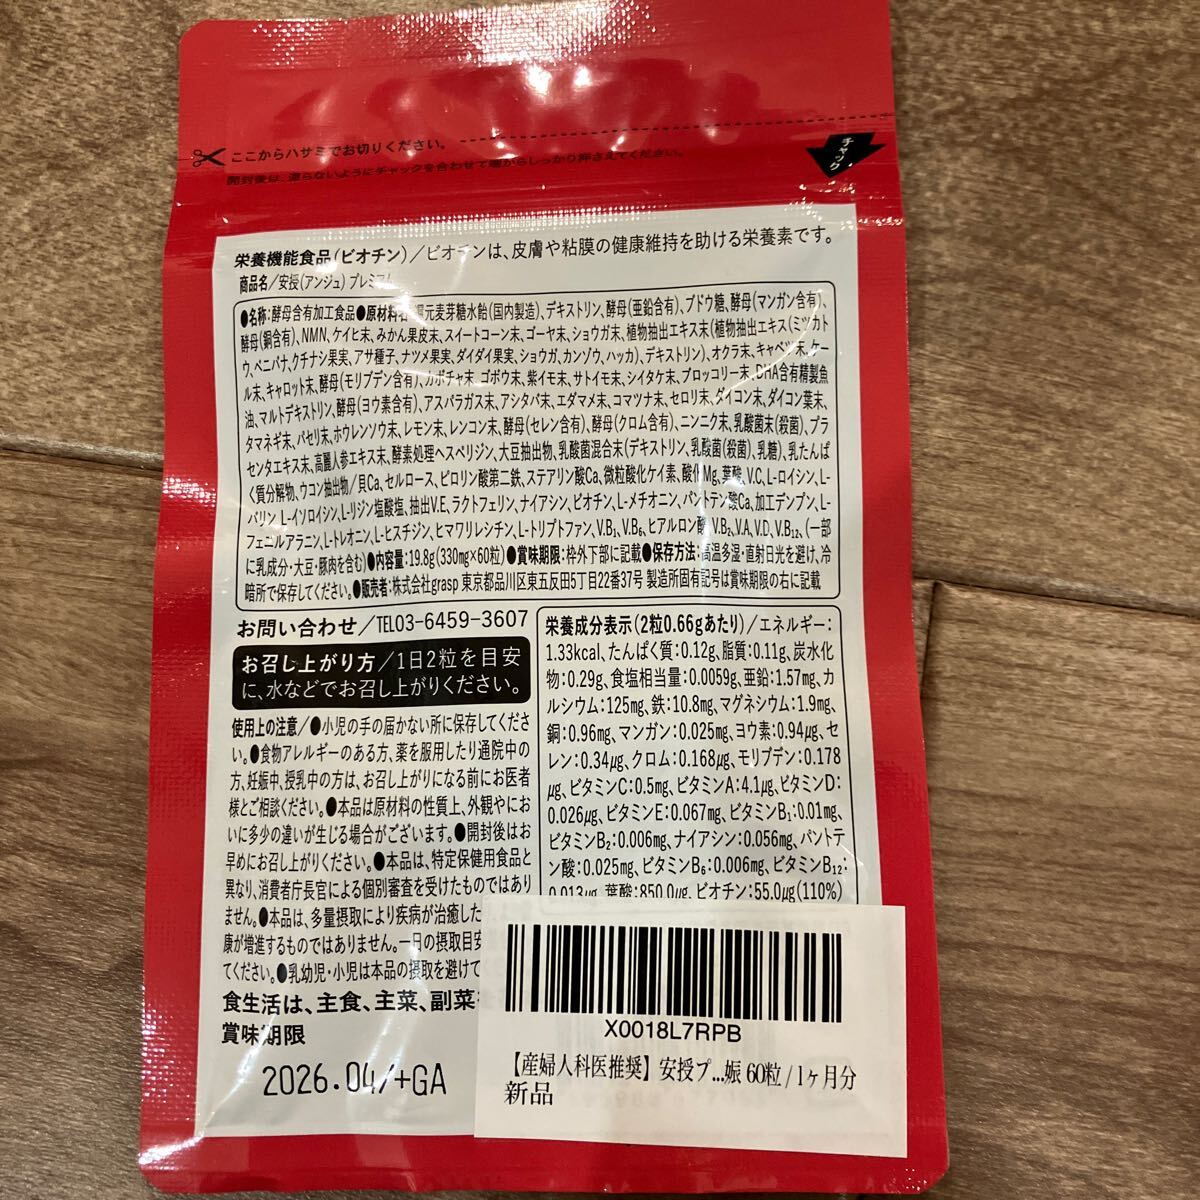 ここからハサミでお切りください。
開封後は、湿らないようにチャックを合わせて端からしっかり押さえてください。
チャック
栄養機能食品(ビオチン)／ビオチンは、皮膚や粘膜の健康維持を助ける栄養素です。
商品名／安授(アンジュ)プレミアム
●名称:酵母含有加工食品●原材料名:還元麦芽糖水飴(国内製造)、デキストリン、酵母(亜鉛含有)、ブドウ糖、酵母(マンガン含有)、
酵母(銅含有)、NMN、ケイヒ末、みかん果皮末、スイートコーン末、ゴーヤ末、ショウガ末、植物抽出エキス末(植物抽出エキス(ミツカト
ウ、ベニバナ、クチナシ果実、アサ種子、ナツメ果実、ダイダイ果実、ショウガ、カンゾウ、ハッカ)、デキストリン)、オクラ末、キャベツ末、ケー
ル末、キャロット末、酵母(モリブデン含有)、カボチャ末、ゴボウ末、紫イモ末、サトイモ末、シイタケ末、ブロッコリー末、DHA含有精製魚
油、マルトデキストリン、酵母(ヨウ素含有)、アスパラガス末、アシタバ末、エダマメ末、コマツナ末、セロリ末、ダイコン末、ダイコン葉末、
タマネギ末、パセリ末、ホウレンソウ末、レモン末、レンコン末、酵母(セレン含有)、酵母(クロム含有)、ニンニク末、乳酸菌末(殺菌)、プラ
センタエキス末、高麗人参エキス末、酵素処理ヘスペリジン、大豆抽出物、乳酸菌混合末(デキストリン、乳酸菌(殺菌)、乳糖)、乳たんぱ
く質分解物、ウコン抽出物／貝Ca、セルロース、ピロリン酸第二鉄、ステアリン酸Ca、微粒酸化ケイ素、酸化Mg、葉酸、V.C、L-ロイシン、L-
バリン、L-イソロイシン、L-リジン塩酸塩、抽出V.E、ラクトフェリン、ナイアシン、ビオチン、L-メチオニン、パントテン酸Ca、加工デンプン、L-
フェニルアラニン、L-トレオニン、L-ヒスチジン、ヒマワリレシチン、L-トリプトファン、V.B₁、V.B₆、ヒアルロン酸、V.B₂、V.A、V.D、V.B₁₂、(一部
に乳成分・大豆・豚肉を含む)●内容量:19.8g(330mg×60粒)●賞味期限:枠外下部に記載●保存方法:高温多湿・直射日光を避け、冷
暗所で保存してください。●販売者:株式会社grasp 東京都品川区東五反田5丁目22番37号 製造所固有記号は賞味期限の右に記載
お問い合わせ／TEL03-6459-3607
お召し上がり方／1日2粒を目安
に、水などでお召し上がりください。
使用上の注意／●小児の手の届かない所に保存してくださ
い。●食物アレルギーのある方、薬を服用したり通院中の
方、妊娠中、授乳中の方は、お召し上がりになる前にお医者
様とご相談ください。●本品は原材料の性質上、外観やにお
いに多少の違いが生じる場合がございます。●開封後はお
早めにお召し上がりください。●本品は、特定保健用食品と
異なり、消費者庁長官による個別審査を受けたものではあり
ません。●本品は、多量摂取により疾病が治癒した
康が増進するものではありません。一日の摂取目安
てください。●乳幼児・小児は本品の摂取を避けて
食生活は、主食、主菜、副菜
賞味期限
2026.04/+GA
栄養成分表示(2粒0.66gあたり)／エネルギー:
1.33kcal、たんぱく質:0.12g、脂質:0.11g、炭水化
物:0.29g、食塩相当量:0.0059g、亜鉛:1.57mg、カ
ルシウム:125mg、鉄:10.8mg、マグネシウム:1.9mg、
銅:0.96mg、マンガン:0.025mg、ヨウ素:0.94μg、セ
レン:0.34μg、クロム:0.168μg、モリブデン:0.178
μg、ビタミンC:0.5mg、ビタミンA:4.1μg、ビタミンD:
0.026μg、ビタミンE:0.067mg、ビタミンB₁:0.01mg、
ビタミンB₂:0.006mg、ナイアシン:0.056mg、パントテ
ン酸:0.025mg、ビタミンB₆:0.006mg、ビタミンB₁₂:
0.013μg、葉酸:850.0μg、ビオチン:55.0μg(110%)
X0018L7RPB
【産婦人科医推奨】安授プ...娠 60粒 / 1ヶ月分
新品